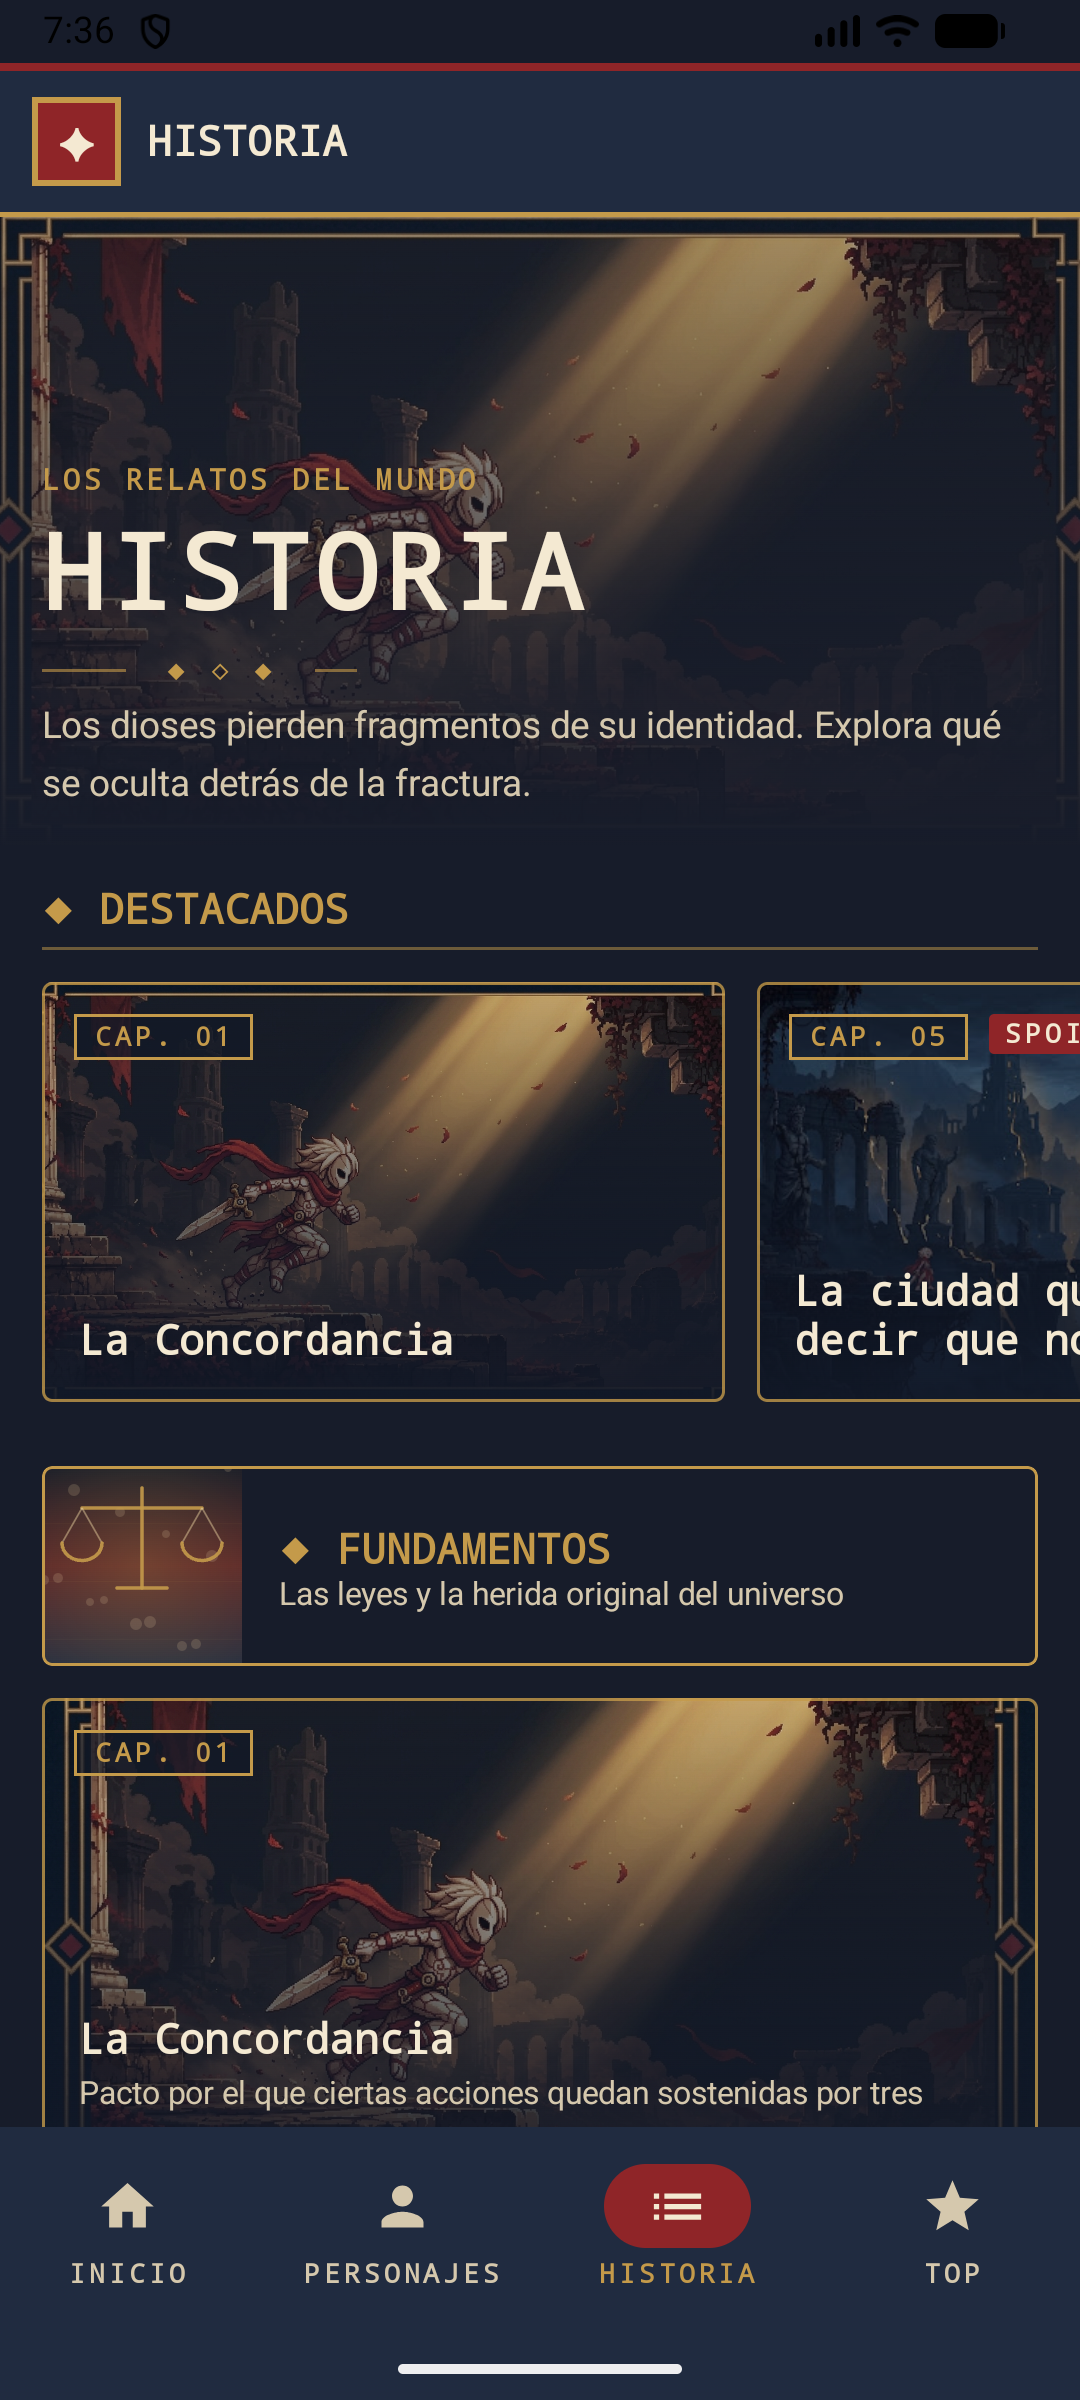 7:36
HISTORIA
LOS RELATOS DEL MUNDO
HISTORIA
Los dioses pierden fragmentos de su identidad. Explora qué
se oculta detrás de la fractura.
DESTACADOS
CAP. 01
La Concordancia
CAP. 05
SPOI
La ciudad qu
decir que no
FUNDAMENTOS
Las leyes y la herida original del universo
CAP. 01
La Concordancia
Pacto por el que ciertas acciones quedan sostenidas por tres
INICIO
PERSONAJES
HISTORIA
TOP